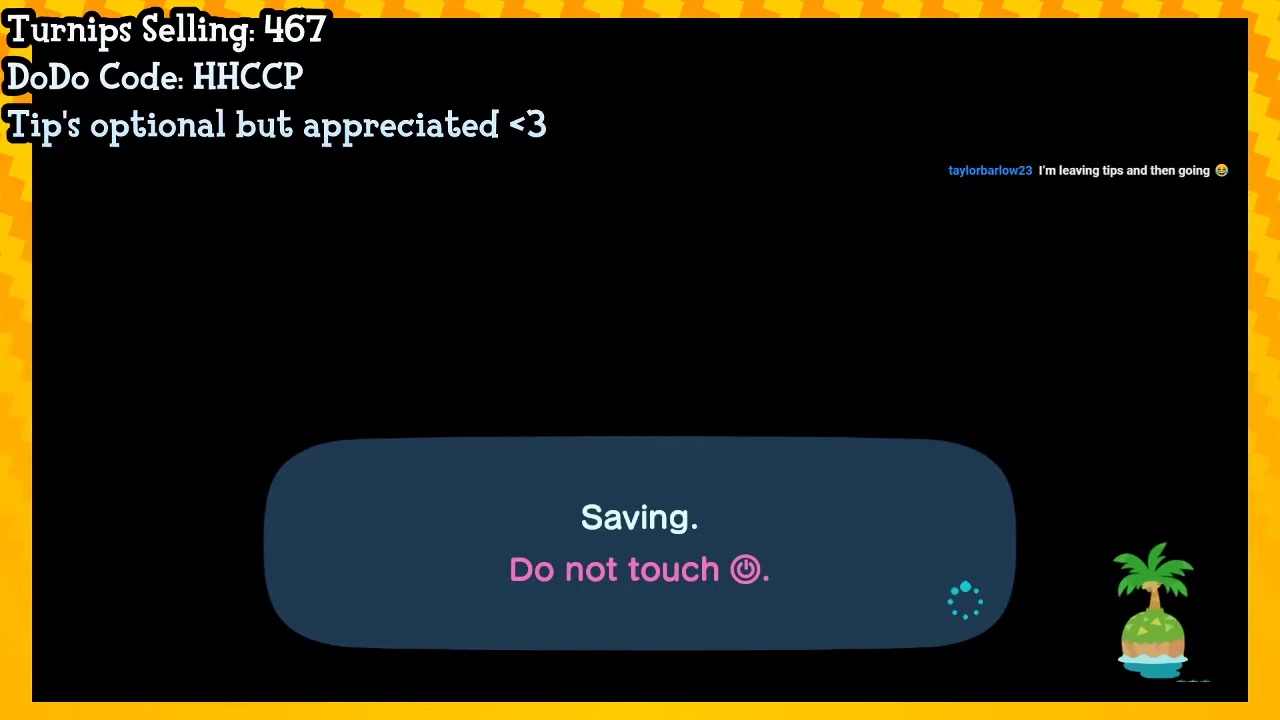 Turnips Selling: 467
DoDo Code: HHCCP
Tip's optional but appreciated <3
taylorbarlow23 I'm leaving tips and then going 😂
Saving.
Do not touch ⏻.